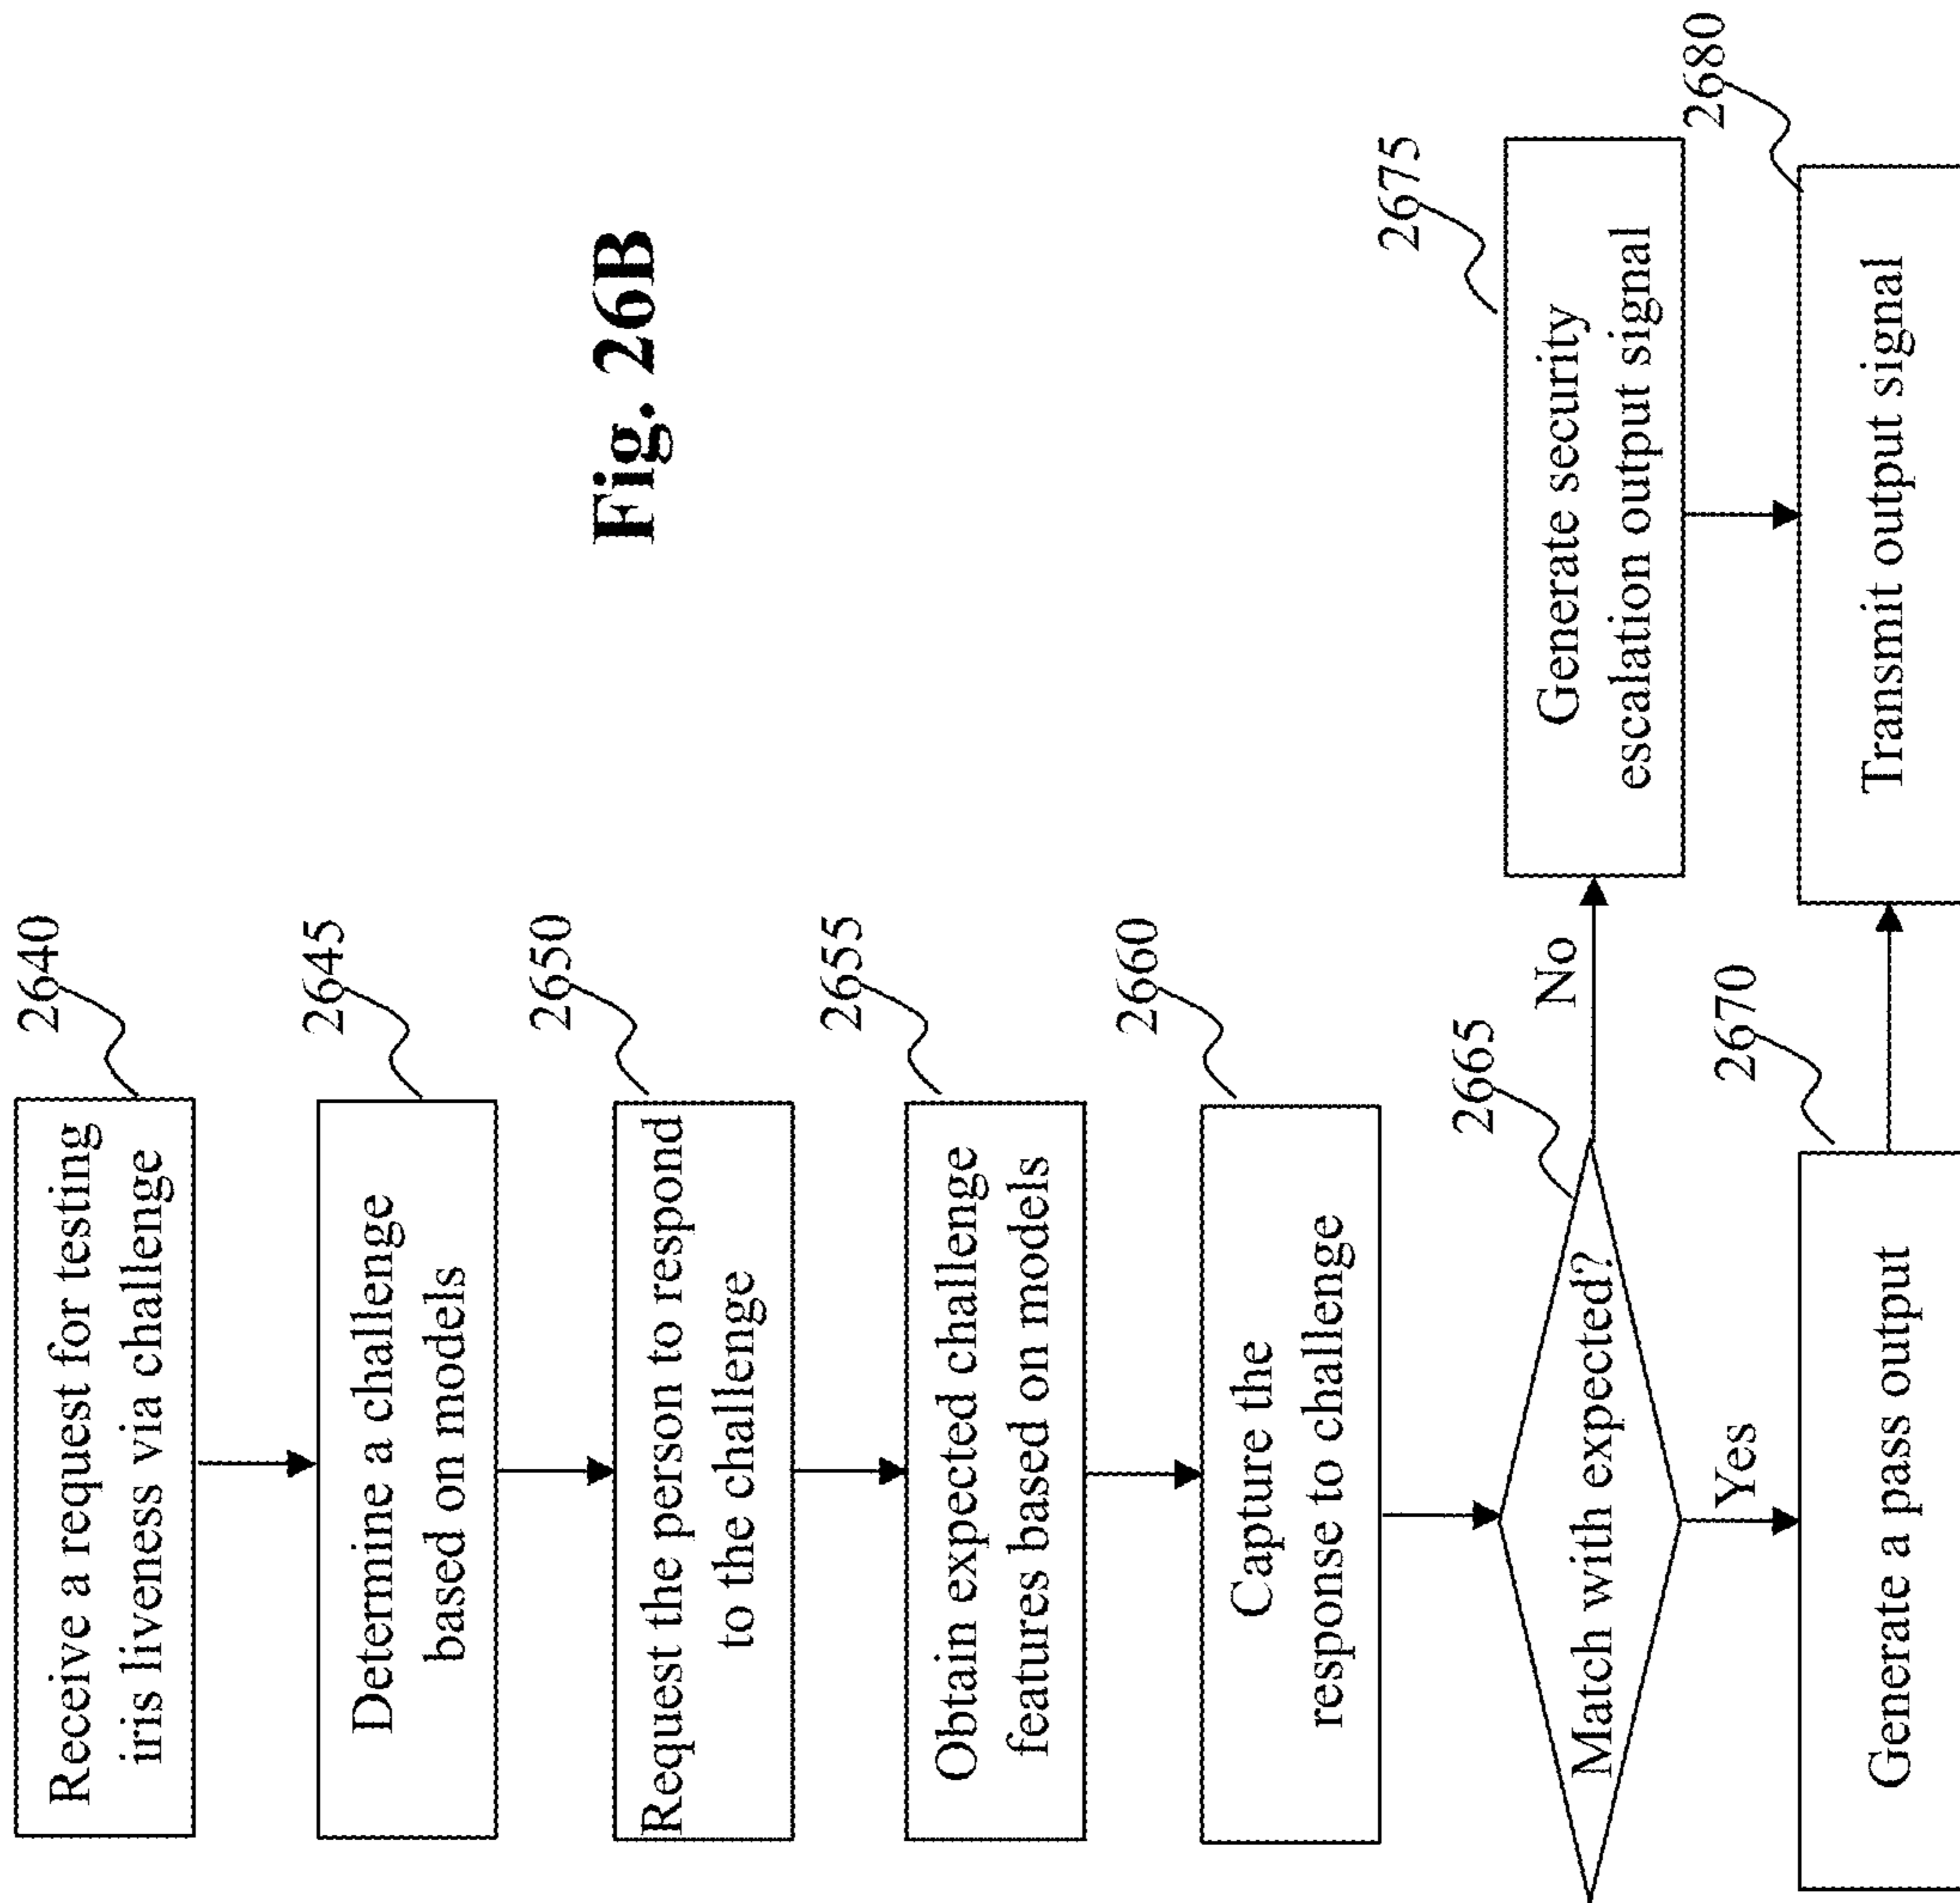 2640
Receive a request for testing
iris liveness via challenge
2645
Determine a challenge
based on models
2650
Request the person to respond
to the challenge
2655
Obtain expected challenge
features based on models
2660
Capture the
response to challenge
2665
Match with expected?
No
Yes
2670
Generate a pass output
2675
Generate security
escalation output signal
2680
Transmit output signal
Fig. 26B